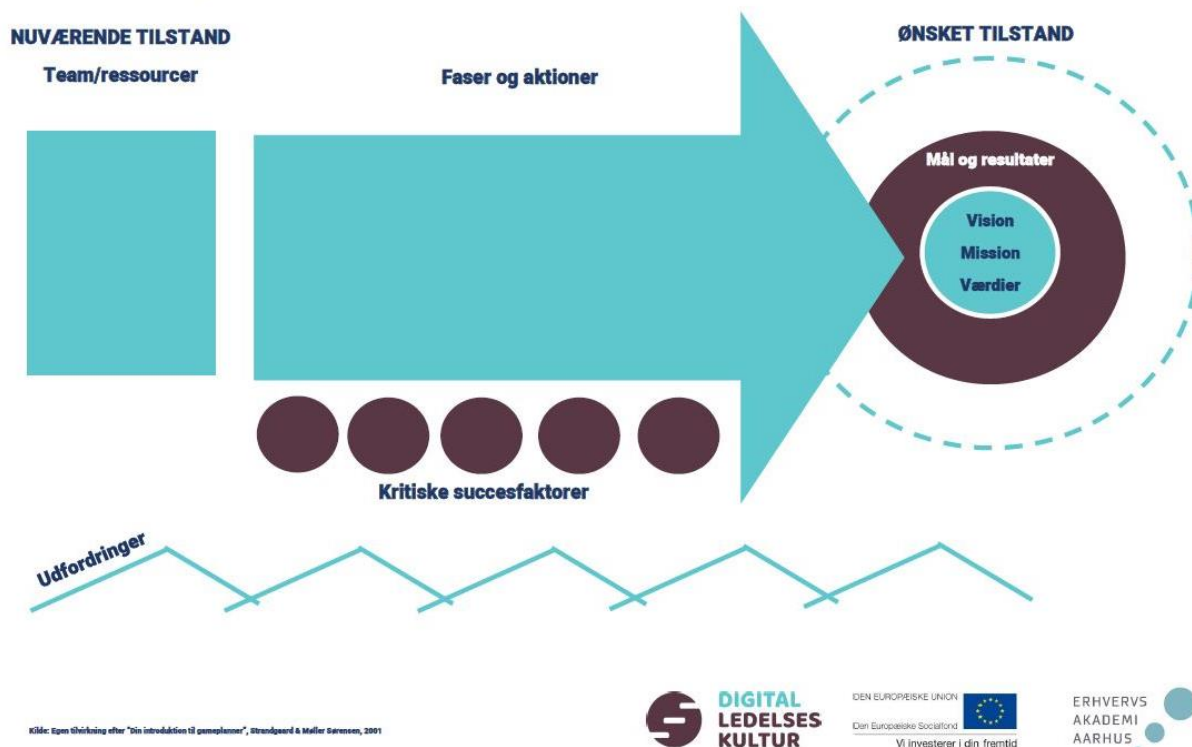 NUVÆRENDE TILSTAND
Team/ressourcer
Faser og aktioner
ØNSKET TILSTAND
Mål og resultater
Vision
Mission
Værdier
Kritiske succesfaktorer
Udfordringer
Kilde: Egen tilvirkning efter "Din introduktion til gameplanner", Strandgaard & Møller Sørensen, 2001
DIGITAL
LEDELSES
KULTUR
DEN EUROPÆISKE UNION
Den Europæiske Socialfond
Vi investerer i din fremtid
ERHVERVS
AKADEMI
AARHUS